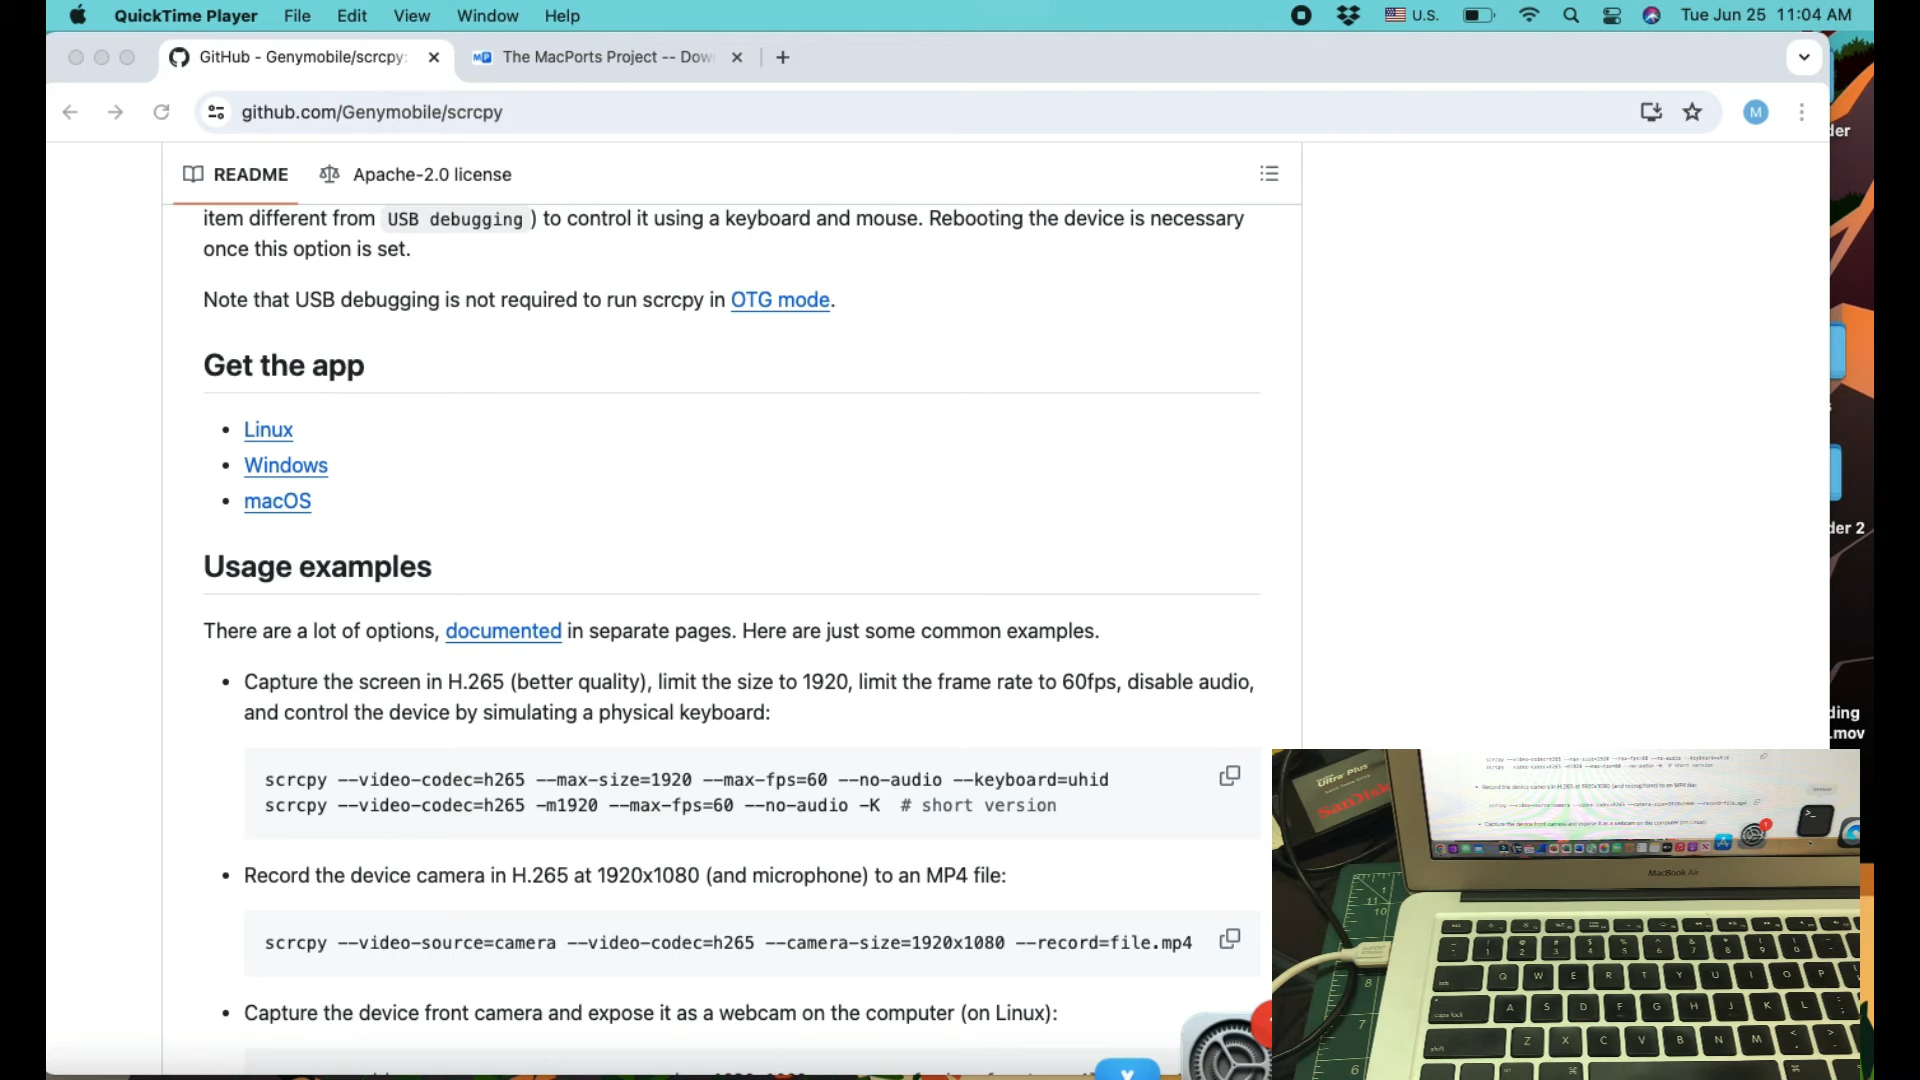 QuickTime Player File Edit View Window Help U.S. Tue Jun 25 11:04 AM
GitHub - Genymobile/scrcpy: The MacPorts Project -- Dow
github.com/Genymobile/scrcpy M
README Apache-2.0 license
item different from USB debugging ) to control it using a keyboard and mouse. Rebooting the device is necessary
once this option is set.
Note that USB debugging is not required to run scrcpy in OTG mode.
Get the app
Linux
Windows
macOS
Usage examples
There are a lot of options, documented in separate pages. Here are just some common examples.
Capture the screen in H.265 (better quality), limit the size to 1920, limit the frame rate to 60fps, disable audio,
and control the device by simulating a physical keyboard:
scrcpy --video-codec=h265 --max-size=1920 --max-fps=60 --no-audio --keyboard=uhid
scrcpy --video-codec=h265 -m1920 --max-fps=60 --no-audio -K # short version
Record the device camera in H.265 at 1920x1080 (and microphone) to an MP4 file:
scrcpy --video-source=camera --video-codec=h265 --camera-size=1920x1080 --record=file.mp4
Capture the device front camera and expose it as a webcam on the computer (on Linux):
der
der 2
ding
.mov
Ultra Plus
SanDisk
MacBook Air
Q W E R T Y U I O P
A S D F G H J K L
Z X C V B N M